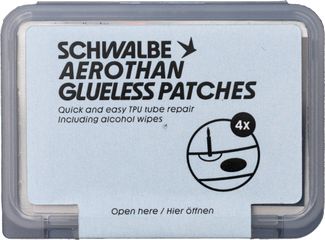 SCHWALBE
AEROTHAN
GLUELESS PATCHES
Quick and easy TPU tube repair
Including alcohol wipes
4x
Open here / Hier öffnen